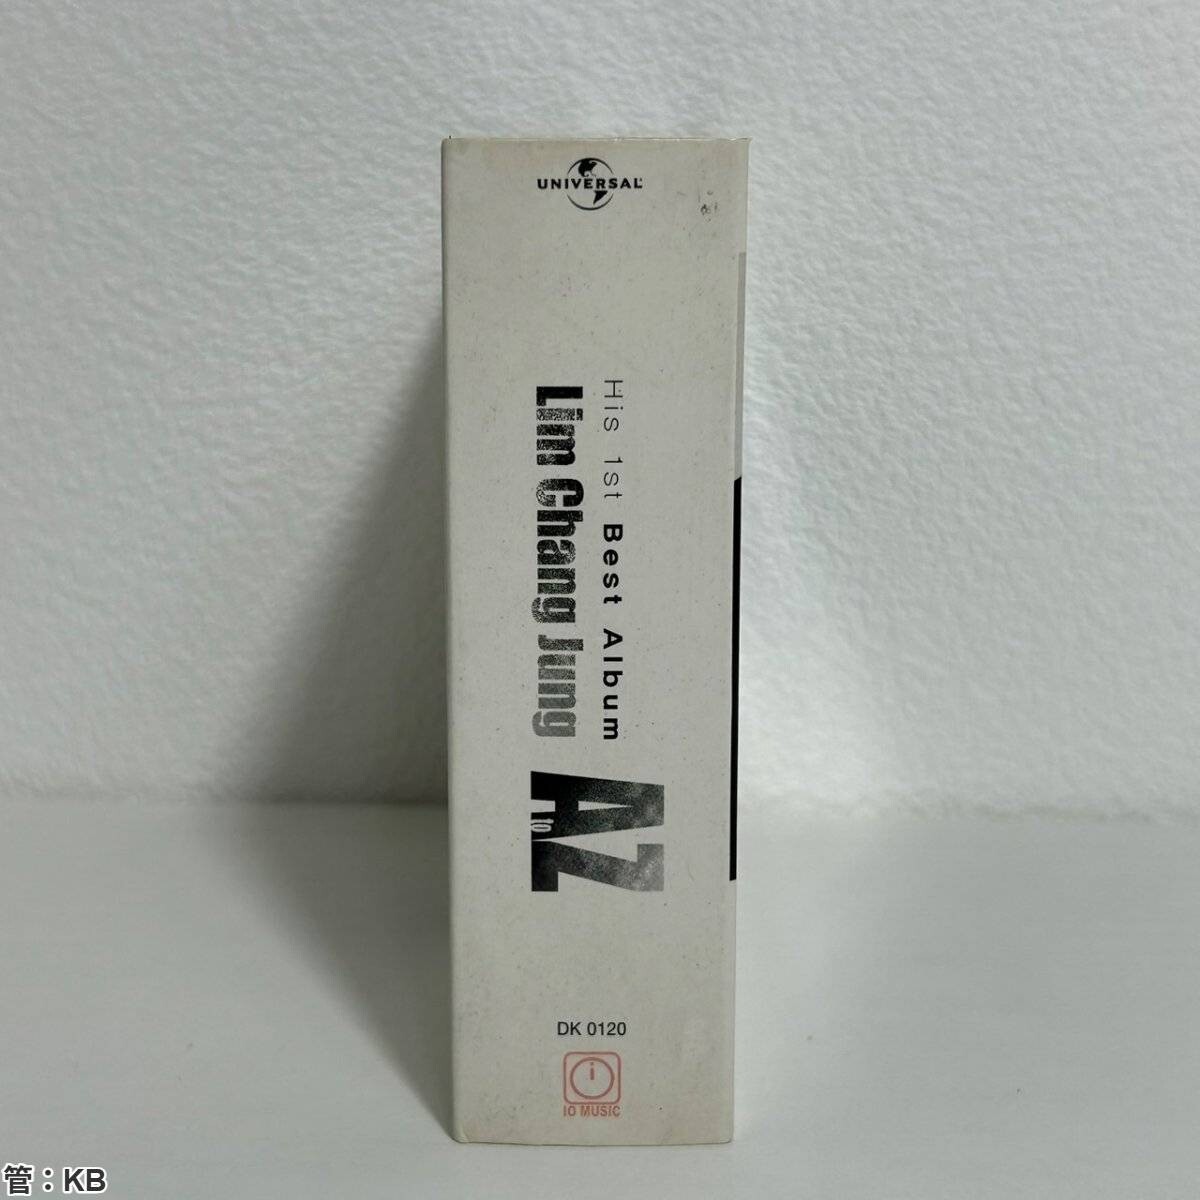 UNIVERSAL
His 1st Best Album
Lim Chang Jung
A to Z
DK 0120
i
IO MUSIC
管：KB